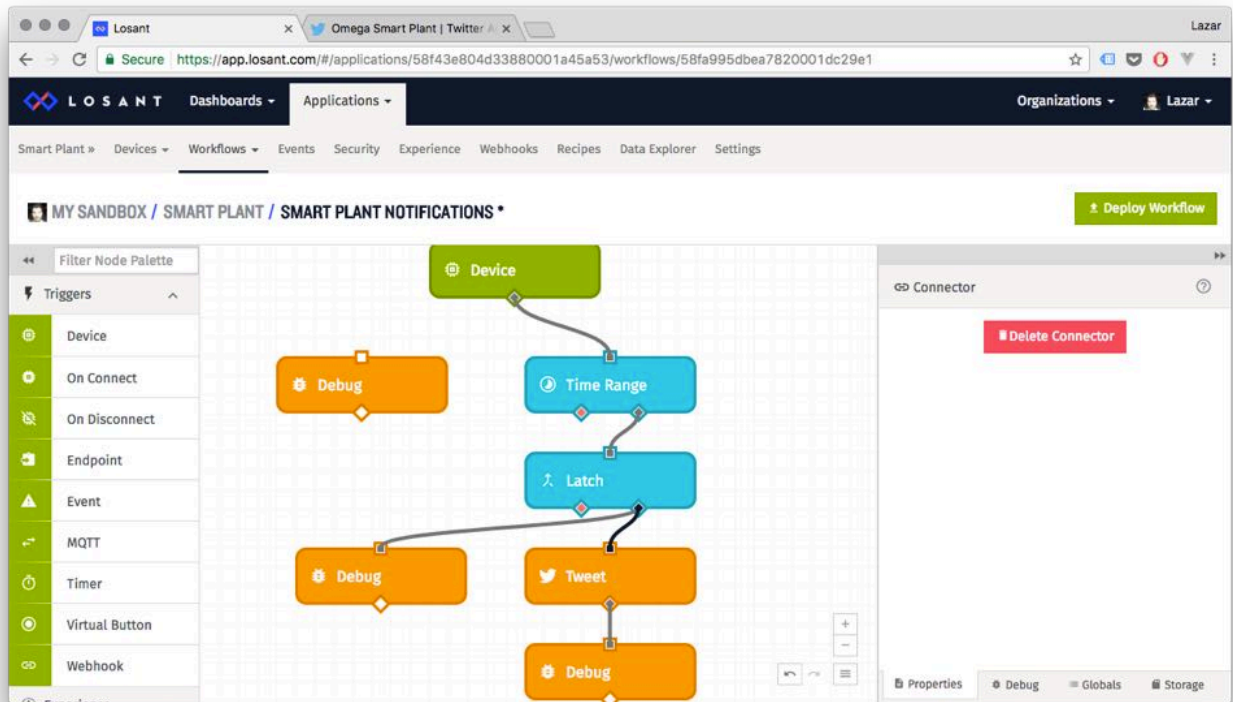 Losant
Omega Smart Plant | Twitter A
Lazar
Secure https://app.losant.com/#/applications/58f43e804d33880001a45a53/workflows/58fa995dbea7820001dc29e1
LOSANT Dashboards Applications Organizations Lazar
Smart Plant » Devices Workflows Events Security Experience Webhooks Recipes Data Explorer Settings
MY SANDBOX / SMART PLANT / SMART PLANT NOTIFICATIONS *
Deploy Workflow
Filter Node Palette
Triggers
Device
On Connect
On Disconnect
Endpoint
Event
MQTT
Timer
Virtual Button
Webhook
Device
Debug
Time Range
Latch
Debug
Tweet
Debug
Connector
Delete Connector
Properties Debug Globals Storage